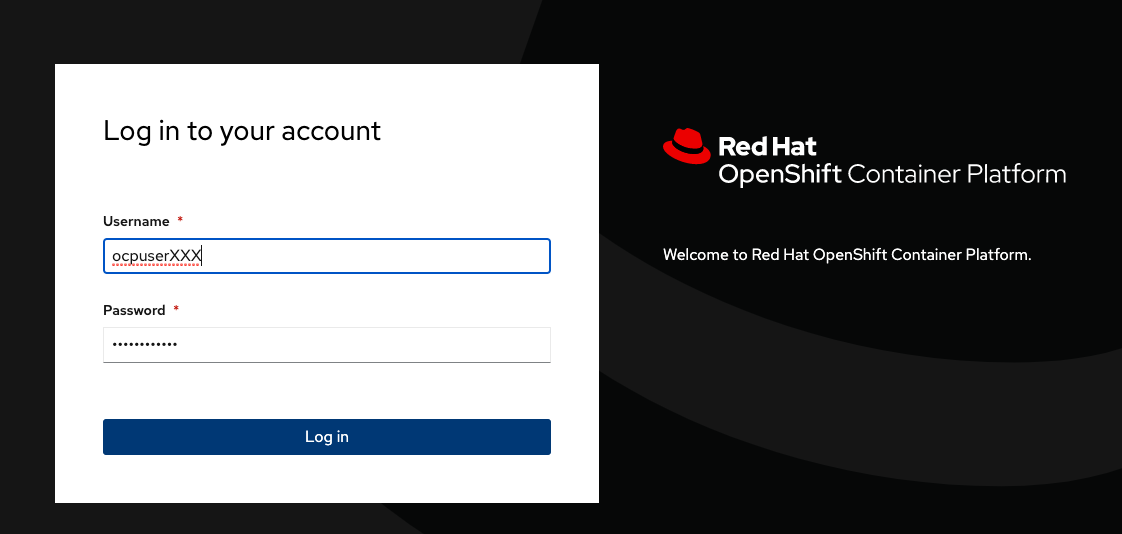 Log in to your account
Username *
ocpuserXXX
Password *
••••••••••••
Log in
Red Hat
OpenShift Container Platform
Welcome to Red Hat OpenShift Container Platform.